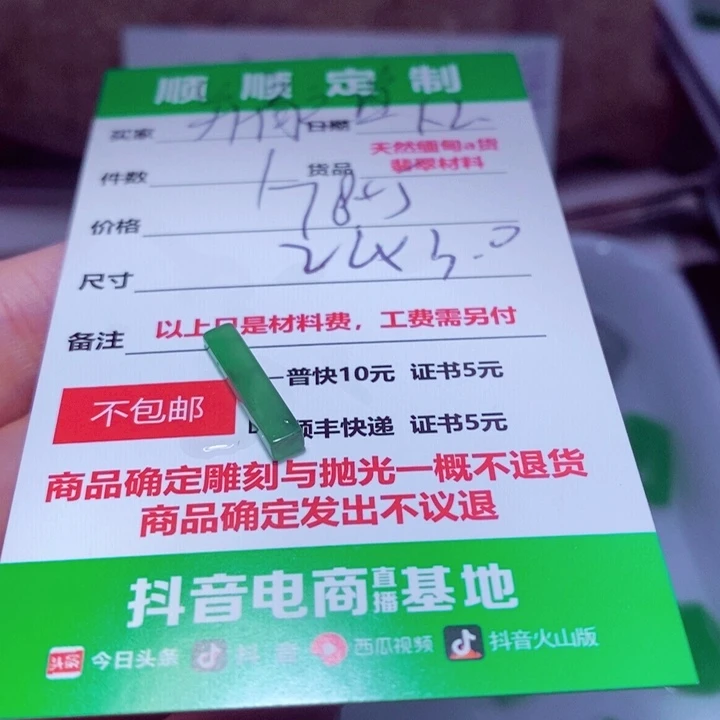 顺顺定制
买家 日期
件数 1 货品 天然缅甸a货翡翠材料
价格
尺寸
备注 以上只是材料费，工费需另付
普快10元 证书5元
不包邮
顺丰快递 证书5元
商品确定雕刻与抛光一概不退货
商品确定发出不议退
抖音电商直播基地
头条 今日头条 抖音 西瓜视频 抖音火山版